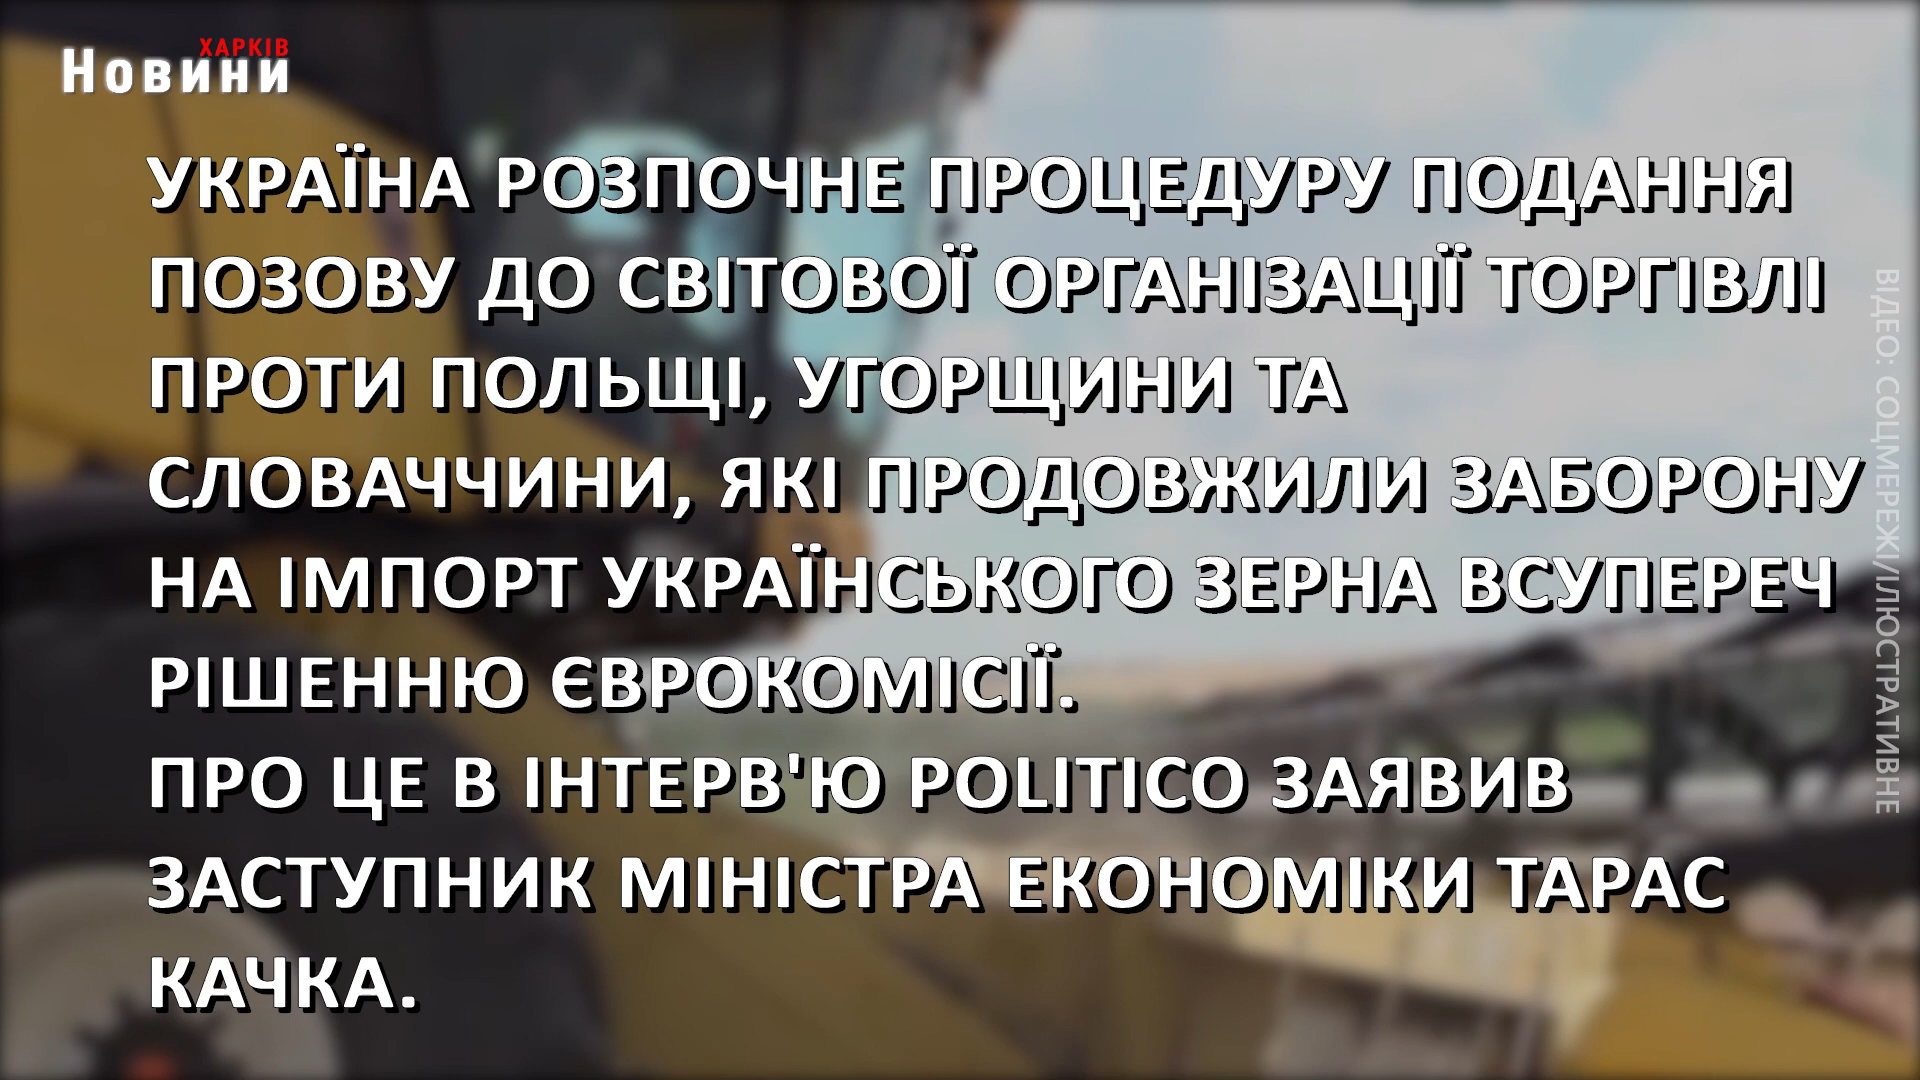 ХАРКІВ
Новини
УКРАЇНА РОЗПОЧНЕ ПРОЦЕДУРУ ПОДАННЯ
ПОЗОВУ ДО СВІТОВОЇ ОРГАНІЗАЦІЇ ТОРГІВЛІ
ПРОТИ ПОЛЬЩІ, УГОРЩИНИ ТА
СЛОВАЧЧИНИ, ЯКІ ПРОДОВЖИЛИ ЗАБОРОНУ
НА ІМПОРТ УКРАЇНСЬКОГО ЗЕРНА ВСУПЕРЕЧ
РІШЕННЮ ЄВРОКОМІСІЇ.
ПРО ЦЕ В ІНТЕРВ'Ю POLITICO ЗАЯВИВ
ЗАСТУПНИК МІНІСТРА ЕКОНОМІКИ ТАРАС
КАЧКА.
ВІДЕО: СОЦМЕРЕЖІ/ІЛЮСТРАТИВНЕ